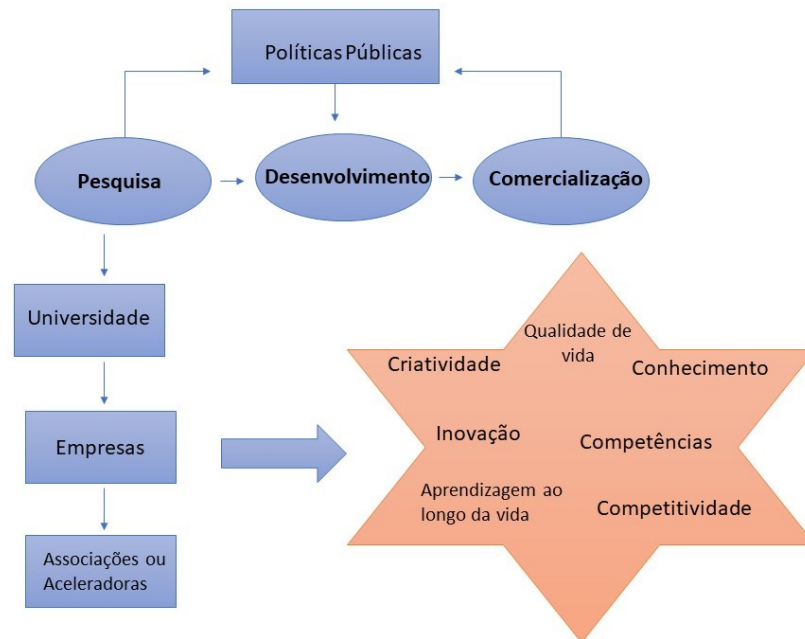 Políticas Públicas
Pesquisa
Desenvolvimento
Comercialização
Universidade
Empresas
Associações ou
Aceleradoras
Qualidade de
vida
Criatividade
Conhecimento
Inovação
Competências
Aprendizagem ao
longo da vida
Competitividade